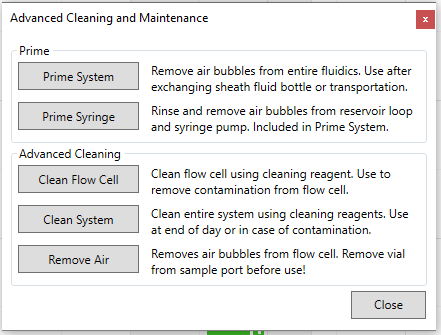 Advanced Cleaning and Maintenance
x
Prime
Prime System
Remove air bubbles from entire fluidics. Use after
exchanging sheath fluid bottle or transportation.
Prime Syringe
Rinse and remove air bubbles from reservoir loop
and syringe pump. Included in Prime System.
Advanced Cleaning
Clean Flow Cell
Clean flow cell using cleaning reagent. Use to
remove contamination from flow cell.
Clean System
Clean entire system using cleaning reagents. Use
at end of day or in case of contamination.
Remove Air
Removes air bubbles from flow cell. Remove vial
from sample port before use!
Close